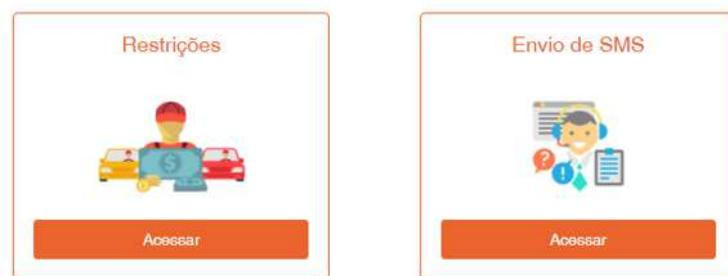 Restrições
Envio de SMS
$
?
!
Acessar
Acessar